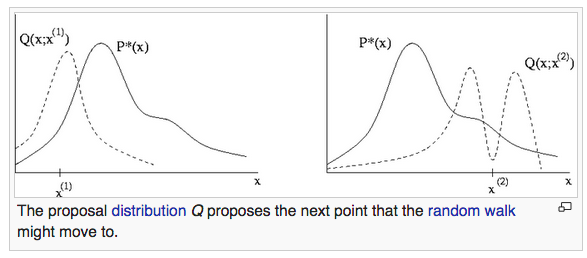 Q(x;x(1))
P*(x)
x(1)
x
P*(x)
Q(x;x(2))
x(2)
x
The proposal distribution Q proposes the next point that the random walk
might move to.